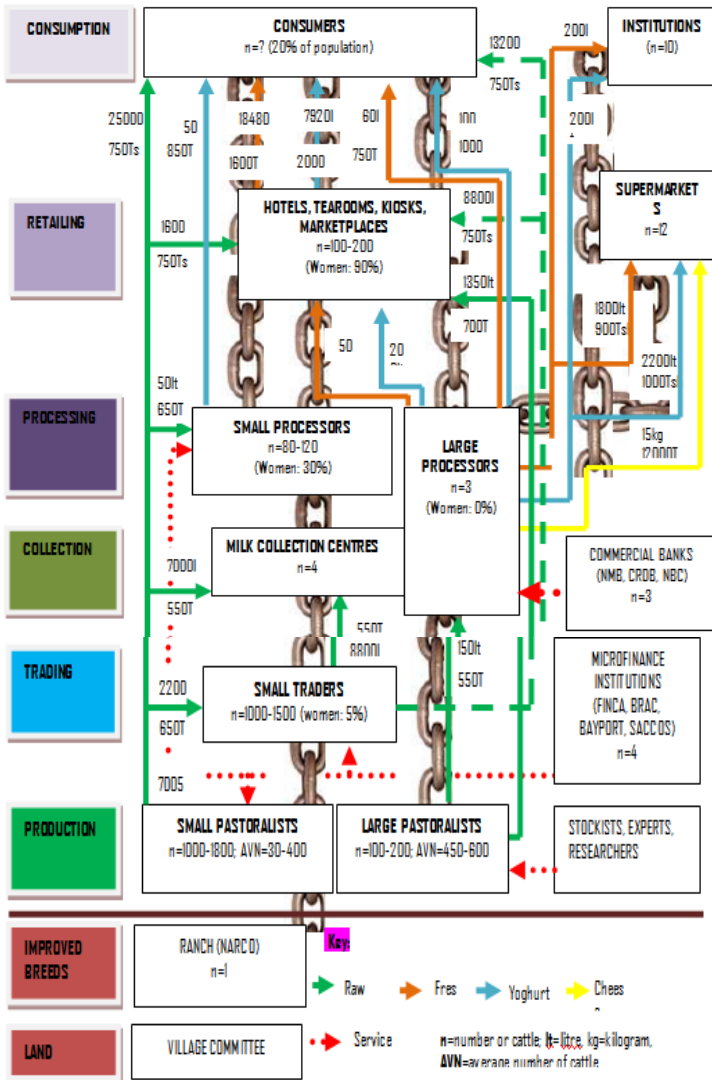 CONSUMPTION
CONSUMERS
n=? (20% of population)
INSTITUTIONS
(n=10)
13200
750Ts
200l
200l
25000
750Ts
50
850T
18480
1600T
7920l
2000
60l
750T
1000
8800l
750Ts
SUPERMARKET
S
n=12
RETAILING
HOTELS, TEAROOMS, KIOSKS,
MARKETPLACES
n=100-200
(Women: 90%)
1600
750Ts
1350lt
700T
50
20
1800lt
900Ts
2200lt
1000Ts
15kg
12000T
50lt
650T
PROCESSING
SMALL PROCESSORS
n=80-120
(Women: 30%)
LARGE
PROCESSORS
n=3
(Women: 0%)
COLLECTION
MILK COLLECTION CENTRES
n=4
7000l
550T
COMMERCIAL BANKS
(NMB, CRDB, NBC)
n=3
550T
8800l
150lt
550T
TRADING
SMALL TRADERS
n=1000-1500 (women: 5%)
2200
650T
7005
MICROFINANCE
INSTITUTIONS
(FINCA, BRAC,
BAYPORT, SACCOS)
n=4
PRODUCTION
SMALL PASTORALISTS
n=1000-1800; AVN=30-400
LARGE PASTORALISTS
n=100-200; AVN=450-600
STOCKISTS, EXPERTS,
RESEARCHERS
IMPROVED
BREEDS
RANCH (NARCO)
n=1
Key:
Raw
Fres
Yoghurt
Chees
LAND
VILLAGE COMMITTEE
Service
n=number or cattle; lt=litre, kg=kilogram,
AVN=average number of cattle